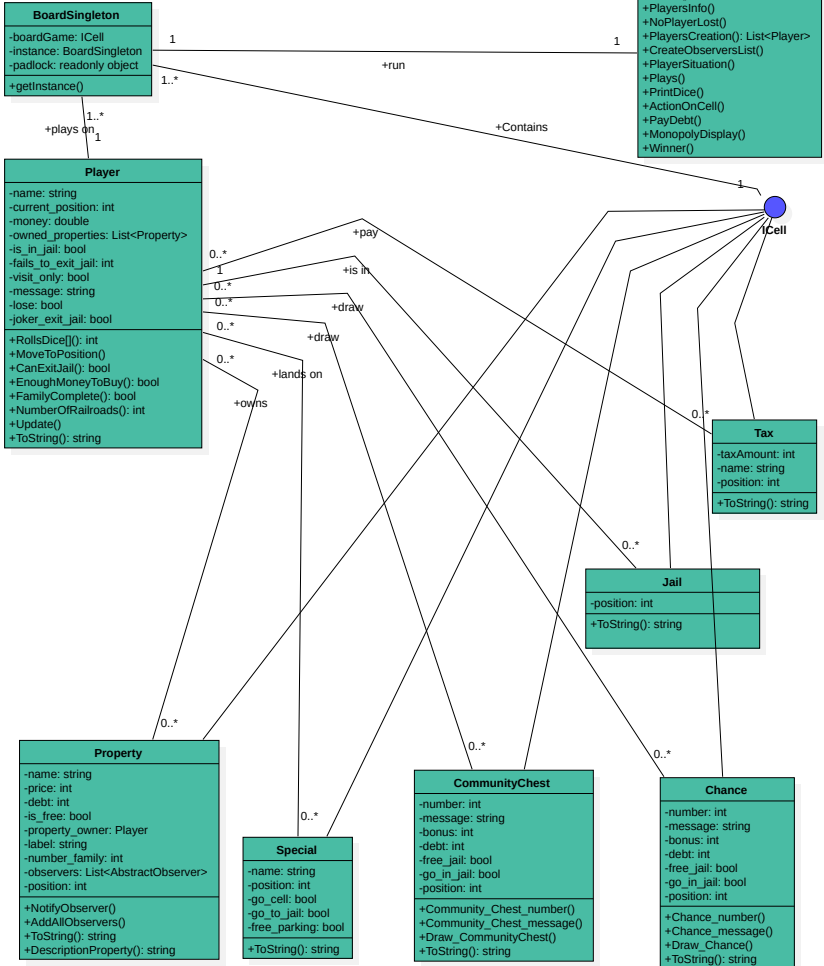 BoardSingleton
-boardGame: ICell
-instance: BoardSingleton
-padlock: readonly object
+getInstance()
+PlayersInfo()
+NoPlayerLost()
+PlayersCreation(): List<Player>
+CreateObserversList()
+PlayerSituation()
+Plays()
+PrintDice()
+ActionOnCell()
+PayDebt()
+MonopolyDisplay()
+Winner()
1
1
+run
1..*
+Contains
1
1..*
+plays on
1
ICell
Player
-name: string
-current_position: int
-money: double
-owned_properties: List<Property>
-is_in_jail: bool
-fails_to_exit_jail: int
-visit_only: bool
-message: string
-lose: bool
-joker_exit_jail: bool
+RollsDice[](): int
+MoveToPosition()
+CanExitJail(): bool
+EnoughMoneyToBuy(): bool
+FamilyComplete(): bool
+NumberOfRailroads(): int
+Update()
+ToString(): string
0..*
+pay
1
+is in
0..*
+draw
0..*
+draw
0..*
+lands on
0..*
+owns
0..*
Tax
-taxAmount: int
-name: string
-position: int
+ToString(): string
0..*
Jail
-position: int
+ToString(): string
0..*
Property
-name: string
-price: int
-debt: int
-is_free: bool
-property_owner: Player
-label: string
-number_family: int
-observers: List<AbstractObserver>
-position: int
+NotifyObserver()
+AddAllObservers()
+ToString(): string
+DescriptionProperty(): string
0..*
Special
-name: string
-position: int
-go_cell: bool
-go_to_jail: bool
-free_parking: bool
+ToString(): string
0..*
CommunityChest
-number: int
-message: string
-bonus: int
-debt: int
-free_jail: bool
-go_in_jail: bool
-position: int
+Community_Chest_number()
+Community_Chest_message()
+Draw_CommunityChest()
+ToString(): string
0..*
Chance
-number: int
-message: string
-bonus: int
-debt: int
-free_jail: bool
-go_in_jail: bool
-position: int
+Chance_number()
+Chance_message()
+Draw_Chance()
+ToString(): string